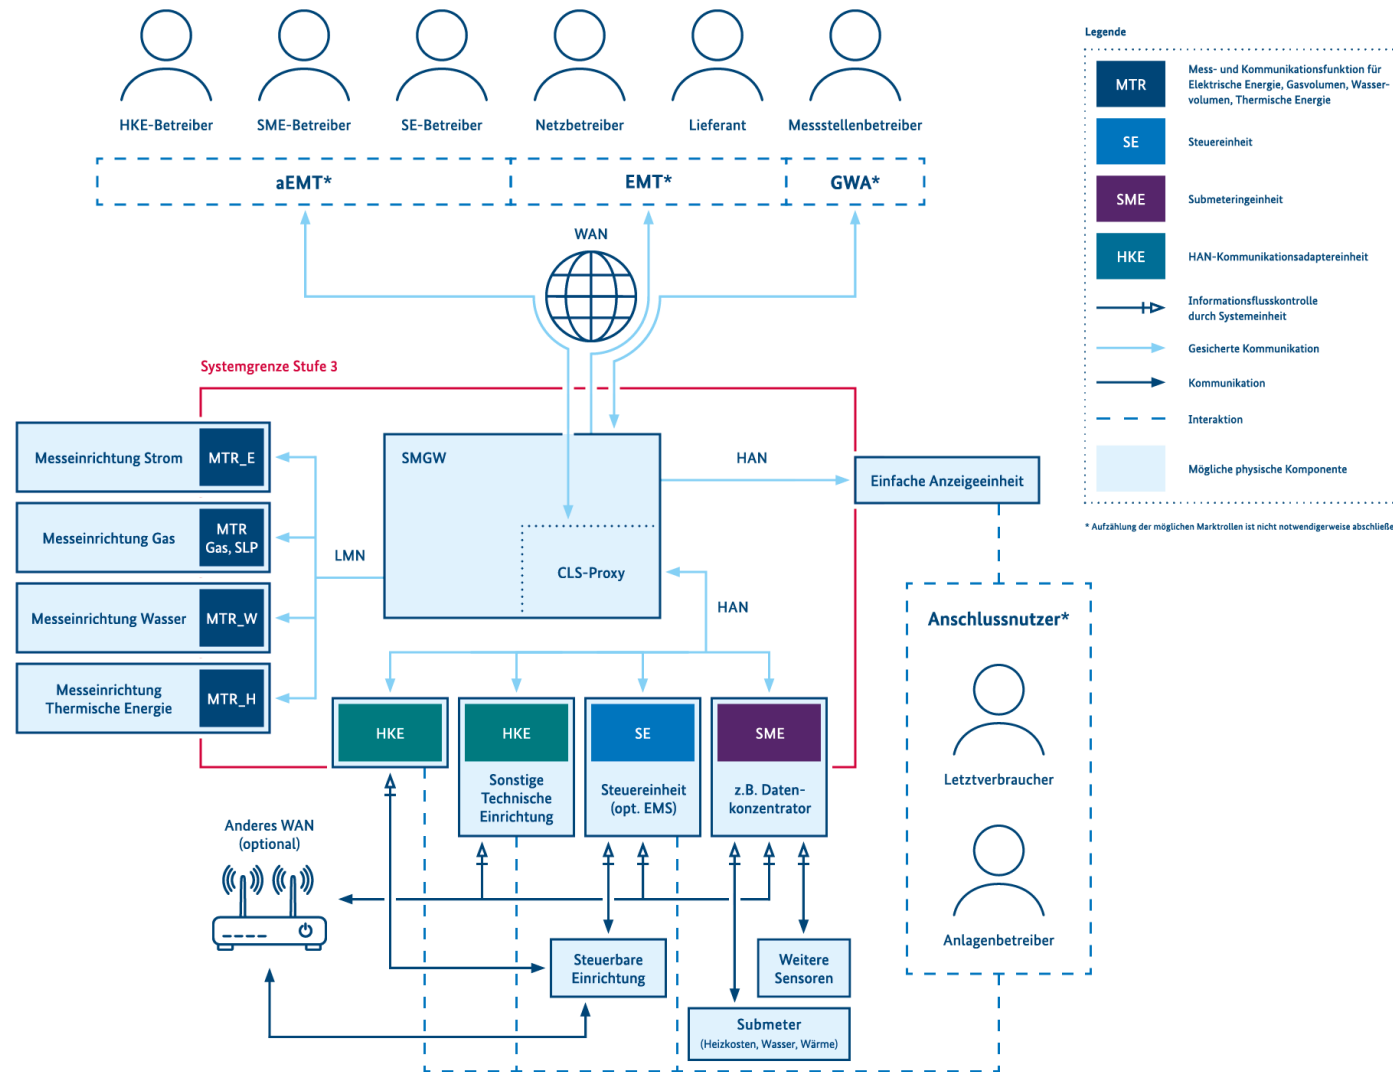 HKE-Betreiber
SME-Betreiber
SE-Betreiber
Netzbetreiber
Lieferant
Messstellenbetreiber
aEMT*
EMT*
GWA*
WAN
Systemgrenze Stufe 3
Messeinrichtung Strom
MTR_E
Messeinrichtung Gas
MTR
Gas, SLP
Messeinrichtung Wasser
MTR_W
Messeinrichtung
Thermische Energie
MTR_H
LMN
SMGW
CLS-Proxy
HAN
Einfache Anzeigeeinheit
HAN
HKE
HKE
Sonstige
Technische
Einrichtung
SE
Steuereinheit
(opt. EMS)
SME
z.B. Daten-
konzentrator
Anschlussnutzer*
Letztverbraucher
Anlagenbetreiber
Anderes WAN
(optional)
Steuerbare
Einrichtung
Weitere
Sensoren
Submeter
(Heizkosten, Wasser, Wärme)
Legende
MTR
Mess- und Kommunikationsfunktion für
Elektrische Energie, Gasvolumen, Wasser-
volumen, Thermische Energie
SE
Steuereinheit
SME
Submeteringeinheit
HKE
HAN-Kommunikationsadaptereinheit
Informationsflusskontrolle
durch Systemeinheit
Gesicherte Kommunikation
Kommunikation
Interaktion
Mögliche physische Komponente
* Aufzählung der möglichen Marktrollen ist nicht notwendigerweise abschließe